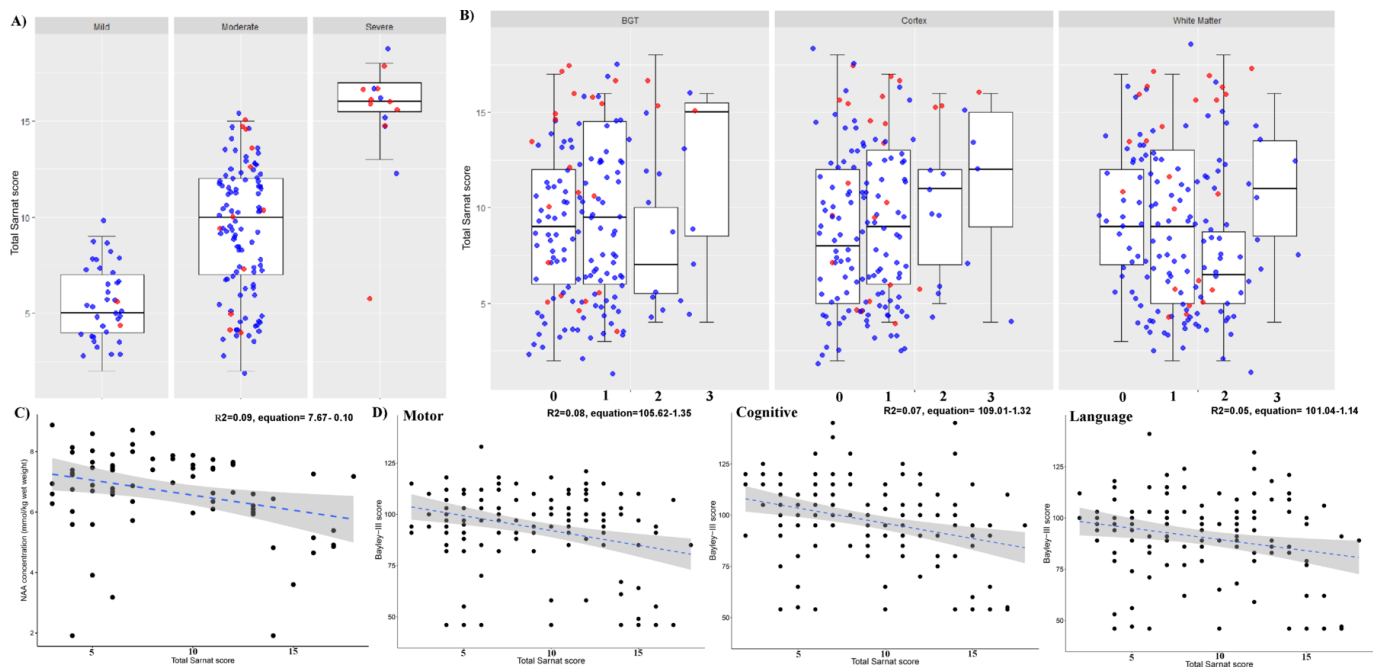 A)
Mild
Moderate
Severe
Total Sarnat score
15
10
5
B)
BGT
Cortex
White Matter
Total Sarnat score
15
10
5
0 1 2 3
0 1 2 3
0 1 2 3
C)
R2=0.09, equation= 7.67- 0.10
NAA concentration (mmol/kg wet weight)
8
6
4
2
5 10 15
Total Sarnat score
D)
Motor
R2=0.08, equation=105.62-1.35
Bayley-III score
125
100
75
50
5 10 15
Total Sarnat score
Cognitive
R2=0.07, equation=109.01-1.32
Bayley-III score
125
100
75
50
5 10 15
Total Sarnat score
Language
R2=0.05, equation= 101.04-1.14
Bayley-III score
125
100
75
50
5 10 15
Total Sarnat score